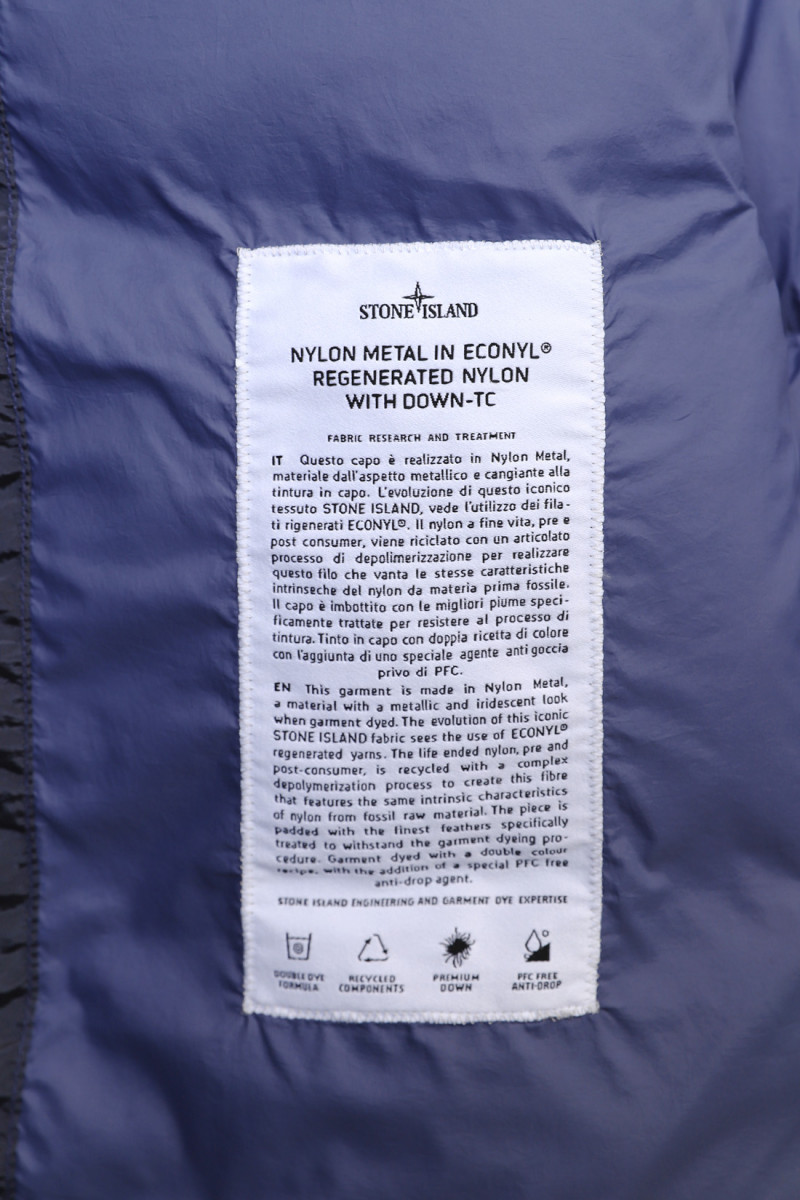 STONE ISLAND
NYLON METAL IN ECONYL®
REGENERATED NYLON
WITH DOWN-TC
FABRIC RESEARCH AND TREATMENT
IT Questo capo è realizzato in Nylon Metal,
materiale dall'aspetto metallico e cangiante alla
tintura in capo. L'evoluzione di questo iconico
tessuto STONE ISLAND, vede l'utilizzo dei fila-
ti rigenerati ECONYL®. Il nylon a fine vita, pre e
post consumer, viene riciclato con un articolato
processo di depolimerizzazione per realizzare
questo filo che vanta le stesse caratteristiche
intrinseche del nylon da materia prima fossile.
Il capo è imbottito con le migliori piume speci-
ficamente trattate per resistere al processo di
tintura. Tinto in capo con doppia ricetta di colore
con l'aggiunta di uno speciale agente anti goccia
privo di PFC.
EN This garment is made in Nylon Metal,
a material with a metallic and iridescent look
when garment dyed. The evolution of this iconic
STONE ISLAND fabric sees the use of ECONYL®
regenerated yarns. The life ended nylon, pre and
post-consumer, is recycled with a complex
depolymerization process to create this fibre
that features the same intrinsic characteristics
of nylon from fossil raw material. The piece is
padded with the finest feathers specifically
treated to withstand the garment dyeing pro-
cedure. Garment dyed with a double colour
recipe, with the addition of a special PFC free
anti-drop agent.
STONE ISLAND ENGINEERING AND GARMENT DYE EXPERTISE
DOUBLE DYE
FORMULA
RECYCLED
COMPONENTS
PREMIUM
DOWN
PFC FREE
ANTI-DROP